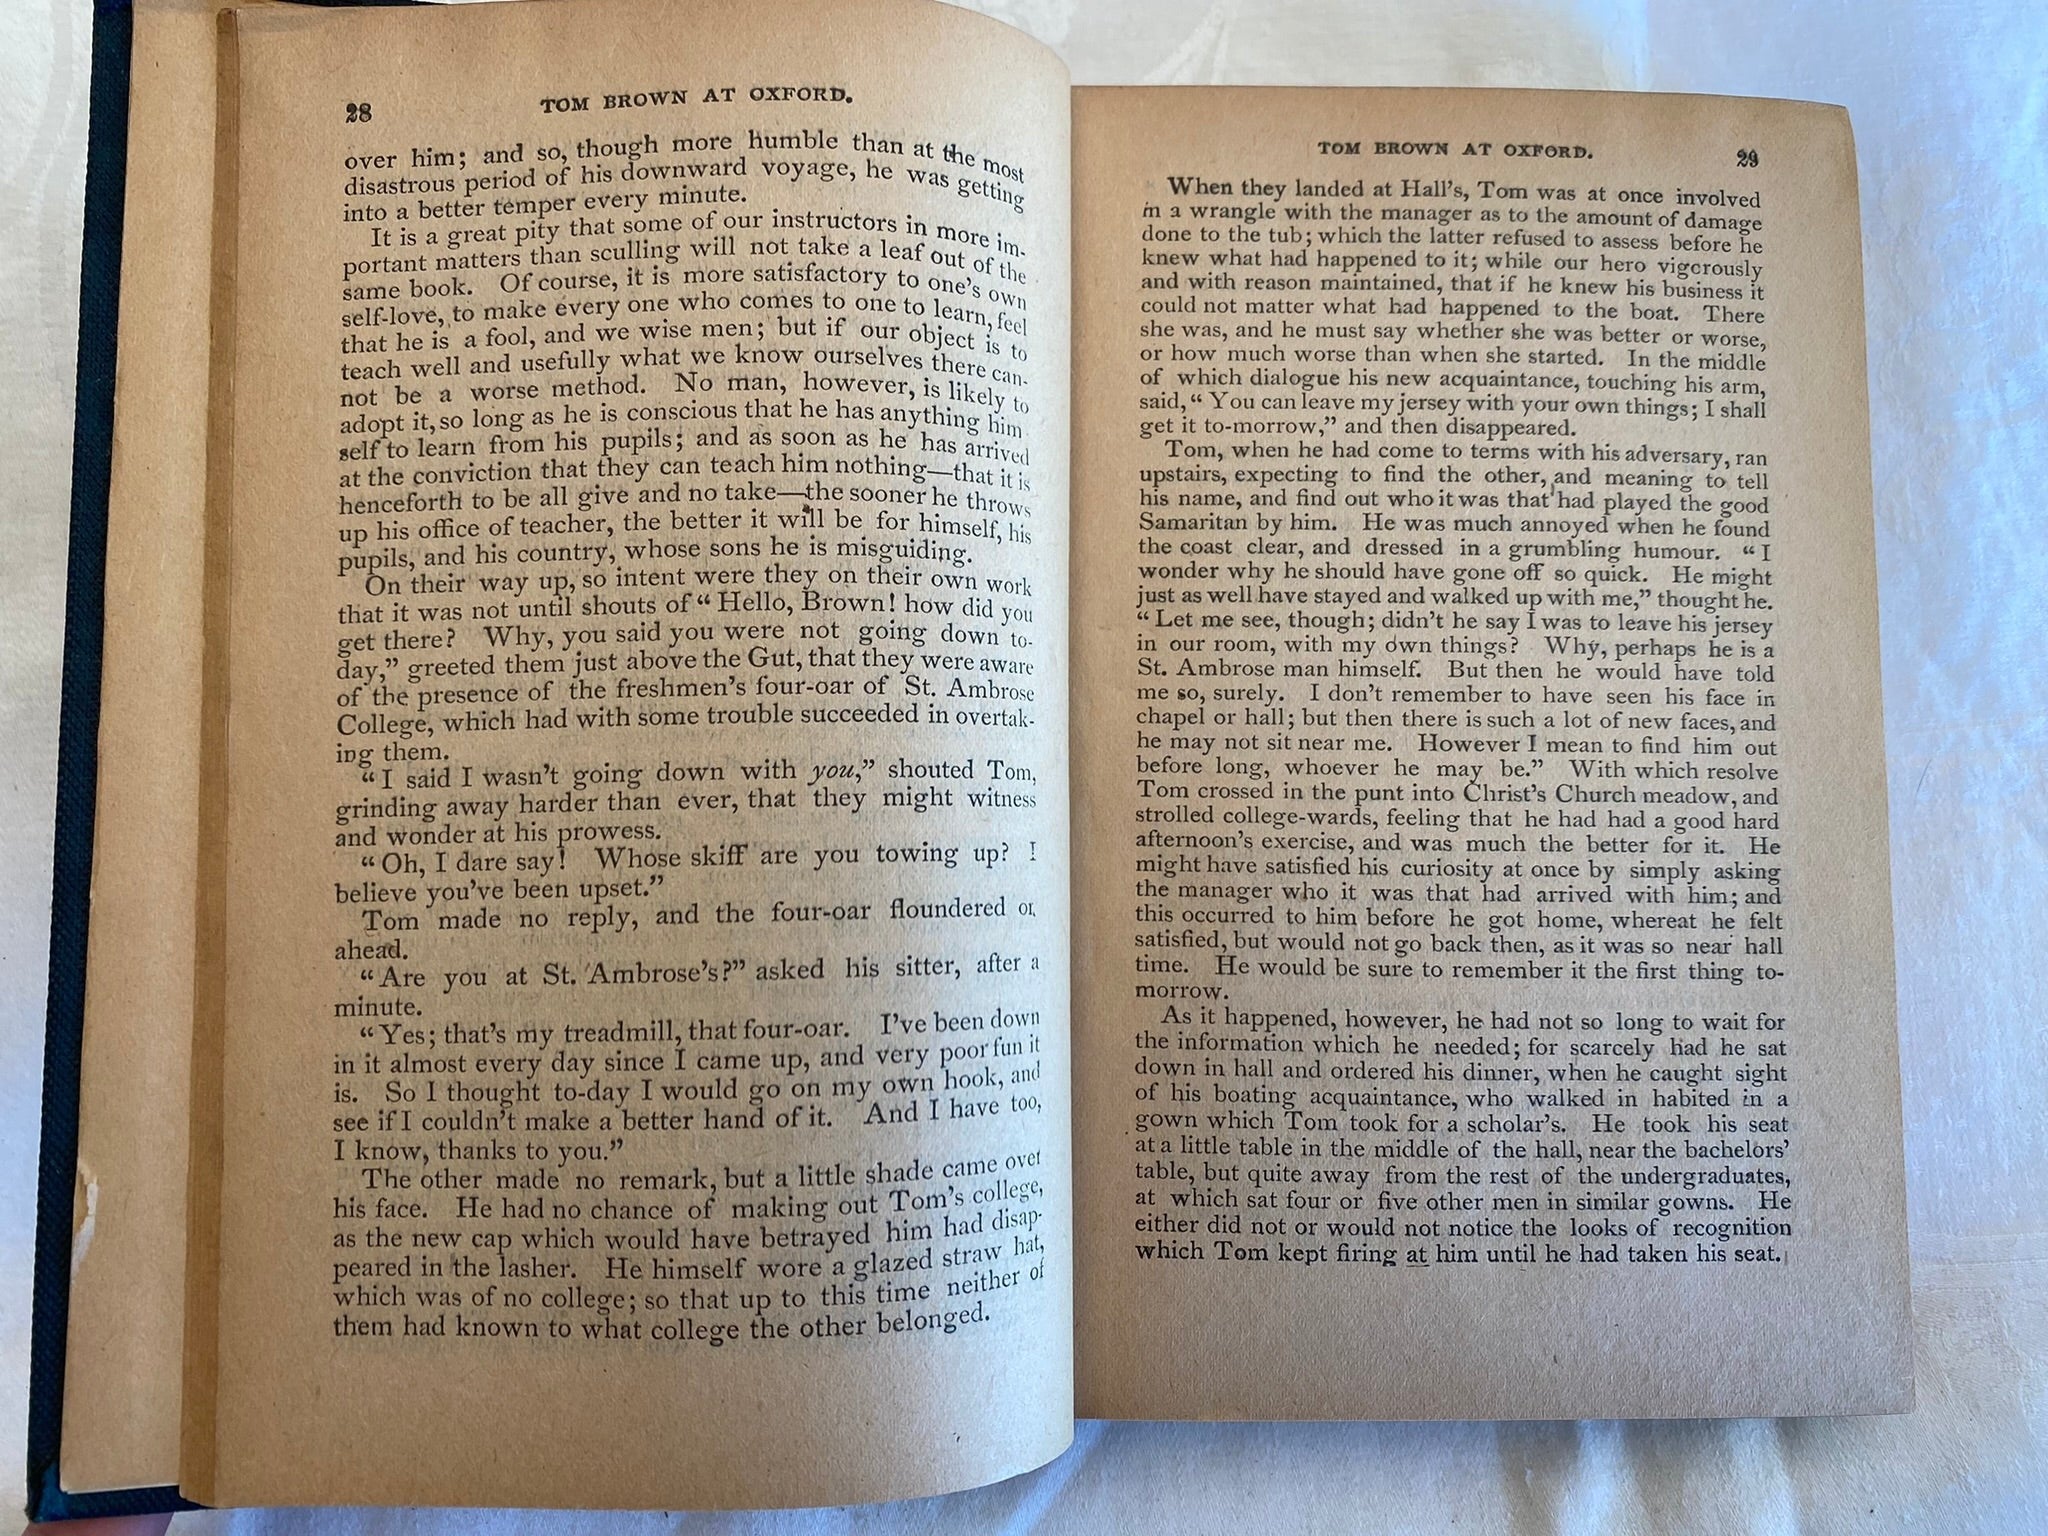 28
TOM BROWN AT OXFORD.
over him; and so, though more humble than at the most
disastrous period of his downward voyage, he was getting
into a better temper every minute.
It is a great pity that some of our instructors in more im-
portant matters than sculling will not take a leaf out of the
same book. Of course, it is more satisfactory to one's own
self-love, to make every one who comes to one to learn, feel
that he is a fool, and we wise men; but if our object is to
teach well and usefully what we know ourselves there can-
not be a worse method. No man, however, is likely to
adopt it, so long as he is conscious that he has anything him
self to learn from his pupils; and as soon as he has arrived
at the conviction that they can teach him nothing—that it is
henceforth to be all give and no take—the sooner he throws
up his office of teacher, the better it will be for himself, his
pupils, and his country, whose sons he is misguiding.
On their way up, so intent were they on their own work
that it was not until shouts of "Hello, Brown! how did you
get there? Why, you said you were not going down to-
day," greeted them just above the Gut, that they were aware
of the presence of the freshmen's four-oar of St. Ambrose
College, which had with some trouble succeeded in overtak-
ing them.
"I said I wasn't going down with you," shouted Tom,
grinding away harder than ever, that they might witness
and wonder at his prowess.
"Oh, I dare say! Whose skiff are you towing up? I
believe you've been upset."
Tom made no reply, and the four-oar floundered on
ahead.
"Are you at St. Ambrose's?" asked his sitter, after a
minute.
"Yes; that's my treadmill, that four-oar. I've been down
in it almost every day since I came up, and very poor fun it
is. So I thought to-day I would go on my own hook, and
see if I couldn't make a better hand of it. And I have too,
I know, thanks to you."
The other made no remark, but a little shade came over
his face. He had no chance of making out Tom's college,
as the new cap which would have betrayed him had disap-
peared in the lasher. He himself wore a glazed straw hat,
which was of no college; so that up to this time neither of
them had known to what college the other belonged.
TOM BROWN AT OXFORD.
29
When they landed at Hall's, Tom was at once involved
in a wrangle with the manager as to the amount of damage
done to the tub; which the latter refused to assess before he
knew what had happened to it; while our hero vigorously
and with reason maintained, that if he knew his business it
could not matter what had happened to the boat. There
she was, and he must say whether she was better or worse,
or how much worse than when she started. In the middle
of which dialogue his new acquaintance, touching his arm,
said, "You can leave my jersey with your own things; I shall
get it to-morrow," and then disappeared.
Tom, when he had come to terms with his adversary, ran
upstairs, expecting to find the other, and meaning to tell
his name, and find out who it was that had played the good
Samaritan by him. He was much annoyed when he found
the coast clear, and dressed in a grumbling humour. "I
wonder why he should have gone off so quick. He might
just as well have stayed and walked up with me," thought he.
"Let me see, though; didn't he say I was to leave his jersey
in our room, with my own things? Why, perhaps he is a
St. Ambrose man himself. But then he would have told
me so, surely. I don't remember to have seen his face in
chapel or hall; but then there is such a lot of new faces, and
he may not sit near me. However I mean to find him out
before long, whoever he may be." With which resolve
Tom crossed in the punt into Christ's Church meadow, and
strolled college-wards, feeling that he had had a good hard
afternoon's exercise, and was much the better for it. He
might have satisfied his curiosity at once by simply asking
the manager who it was that had arrived with him; and
this occurred to him before he got home, whereat he felt
satisfied, but would not go back then, as it was so near hall
time. He would be sure to remember it the first thing to-
morrow.
As it happened, however, he had not so long to wait for
the information which he needed; for scarcely had he sat
down in hall and ordered his dinner, when he caught sight
of his boating acquaintance, who walked in habited in a
gown which Tom took for a scholar's. He took his seat
at a little table in the middle of the hall, near the bachelors'
table, but quite away from the rest of the undergraduates,
at which sat four or five other men in similar gowns. He
either did not or would not notice the looks of recognition
which Tom kept firing at him until he had taken his seat.